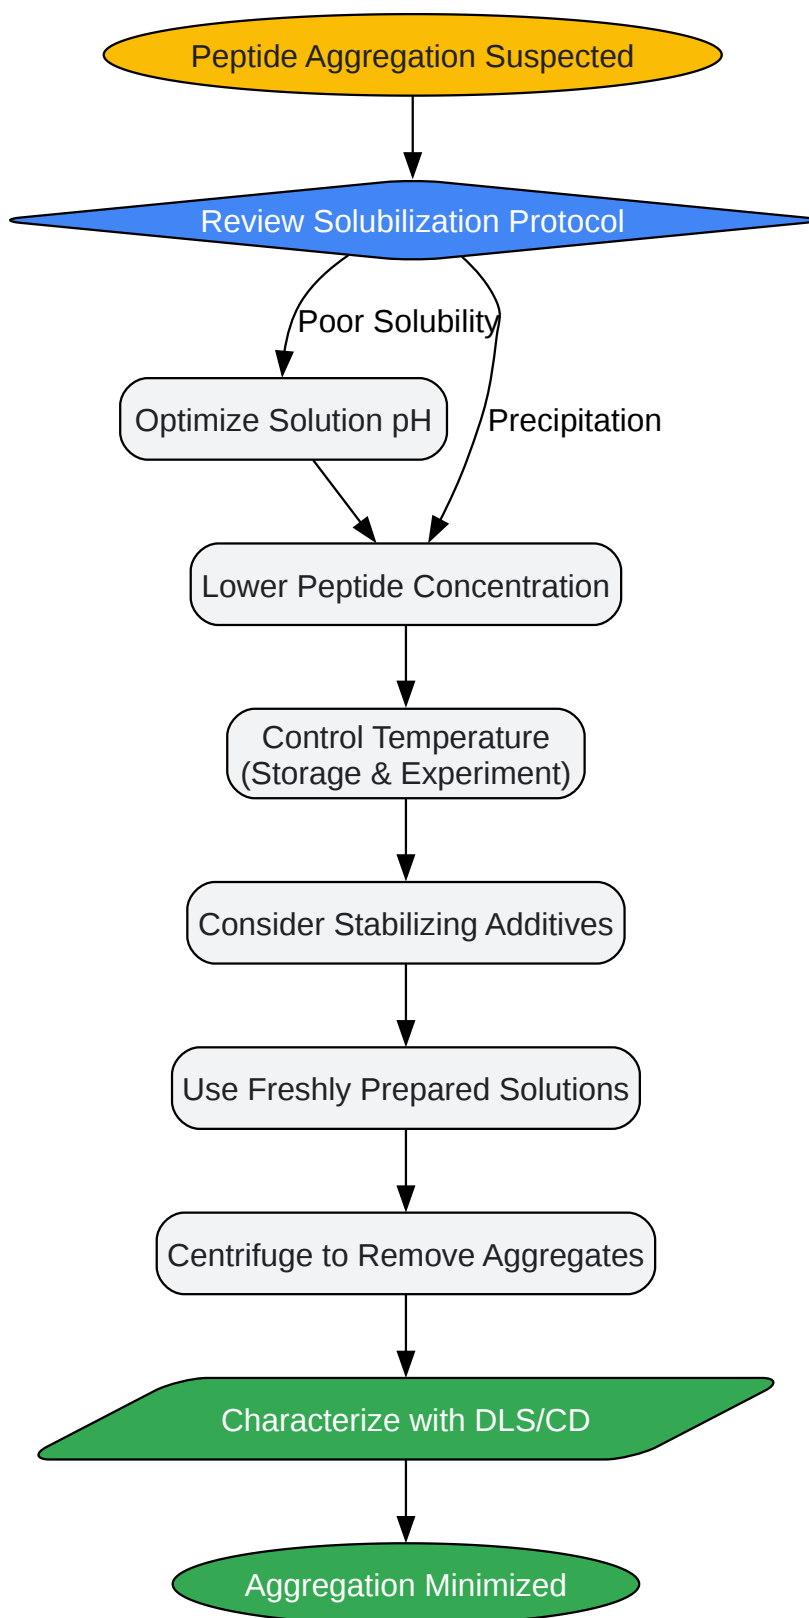 Peptide Aggregation Suspected
Review Solubilization Protocol
Poor Solubility
Optimize Solution pH
Precipitation
Lower Peptide Concentration
Control Temperature
(Storage & Experiment)
Consider Stabilizing Additives
Use Freshly Prepared Solutions
Centrifuge to Remove Aggregates
Characterize with DLS/CD
Aggregation Minimized